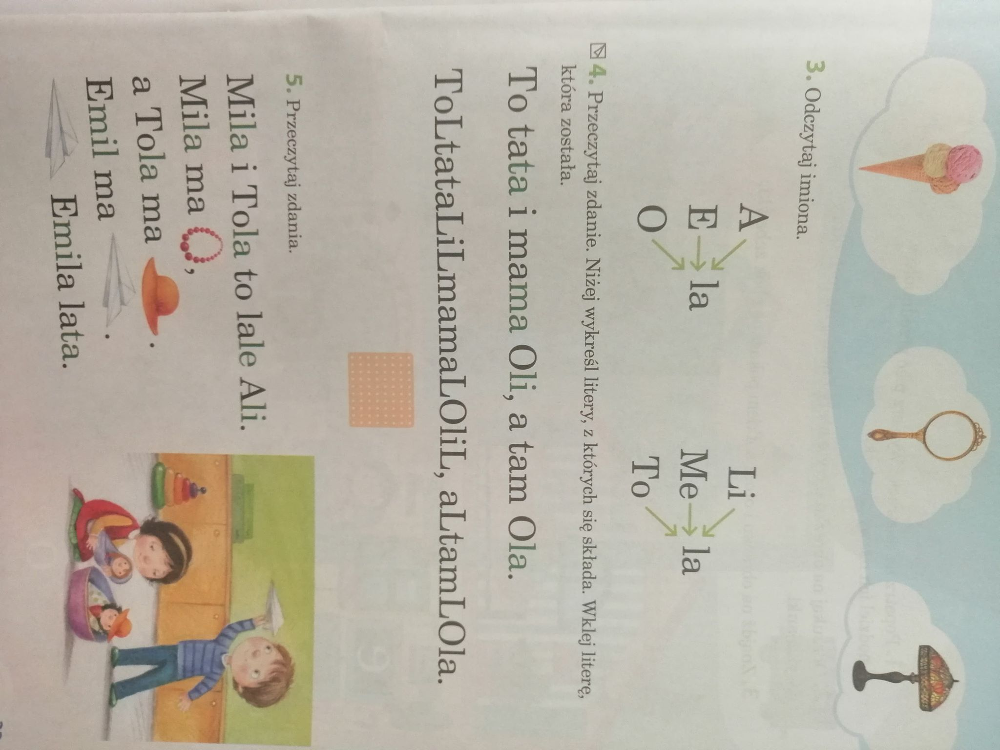 3. Odczytaj imiona.
A
E
la
O
Li
Me
la
To
4. Przeczytaj zdanie. Niżej wykreśl litery, z których się składa. Wklej literę,
która została.
To tata i mama Oli, a tam Ola.
ToLtataLiLmamaLOliL, aLtamLOla.
5. Przeczytaj zdania.
Mila i Tola to lale Ali.
Mila ma ,
a Tola ma .
Emil ma .
Emila lata.